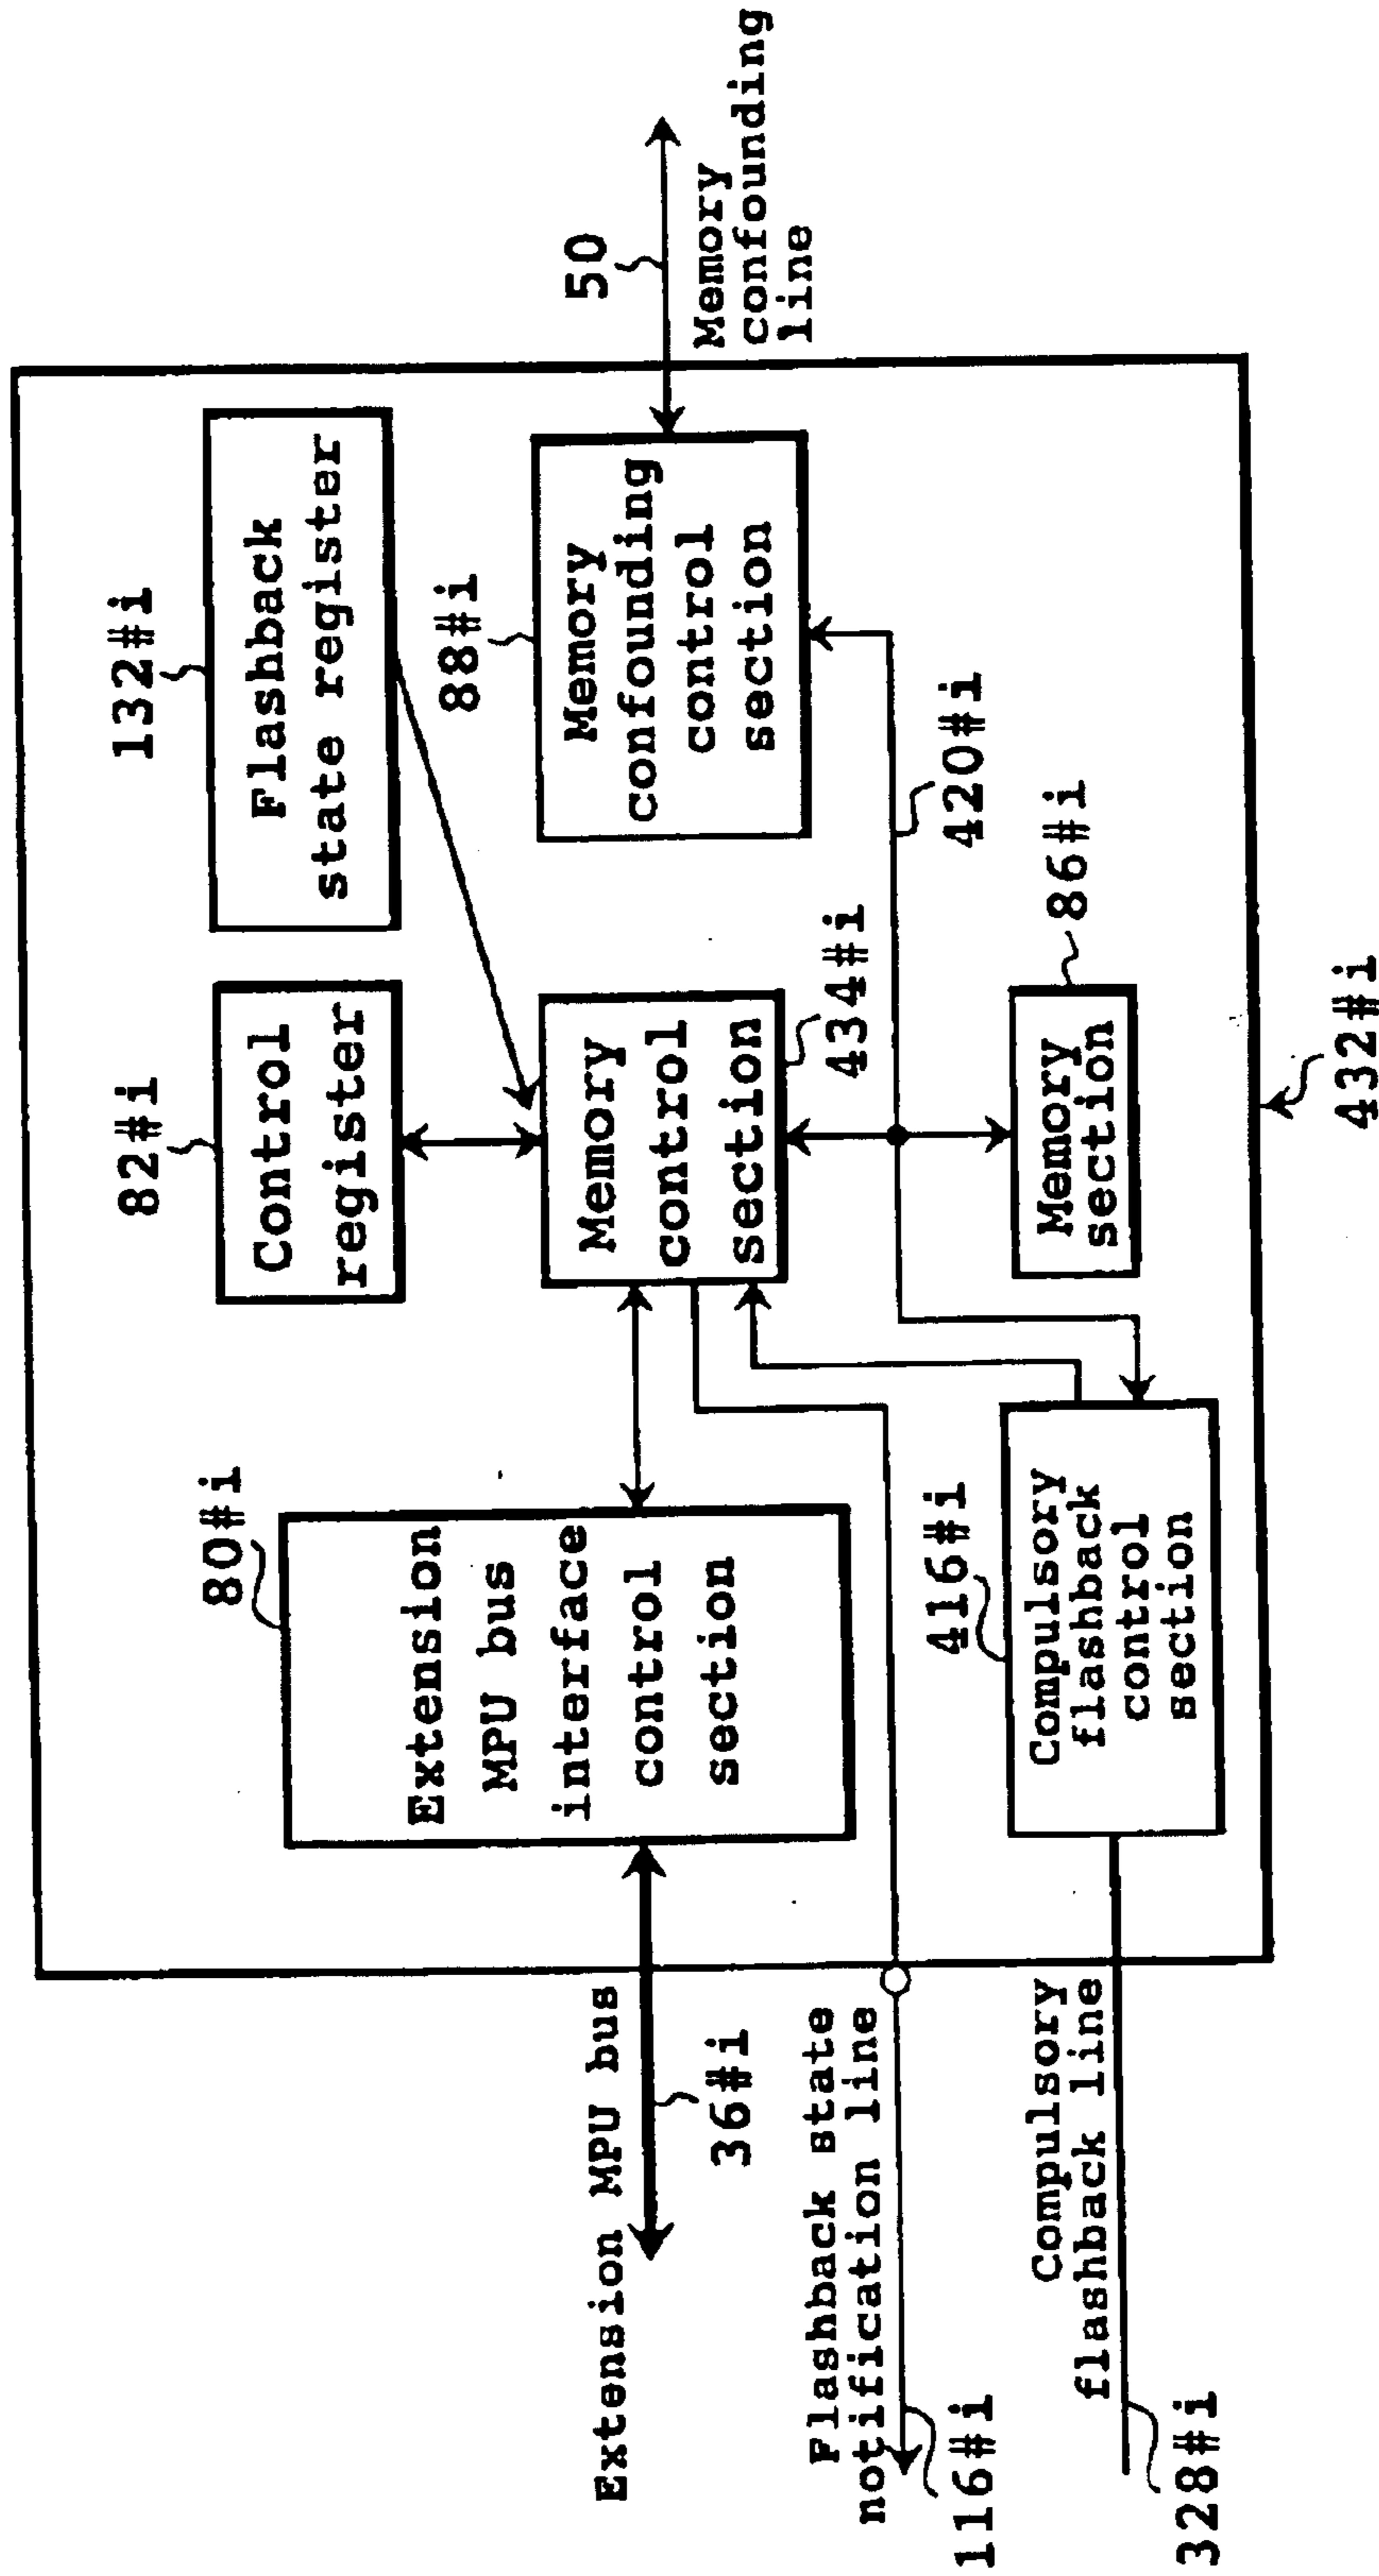 132#i
Flashback
state register
82#i
Control
register
80#i
Extension
MPU bus
interface
control
section
88#i
Memory
confounding
control
section
50
Memory
confounding
line
Memory
control
section
434#i
420#i
86#i
Memory
section
416#i
Compulsory
flashback
control
section
Extension MPU bus
36#i
Flashback state
notification line
116#i
Compulsory
flashback line
328#i
432#i